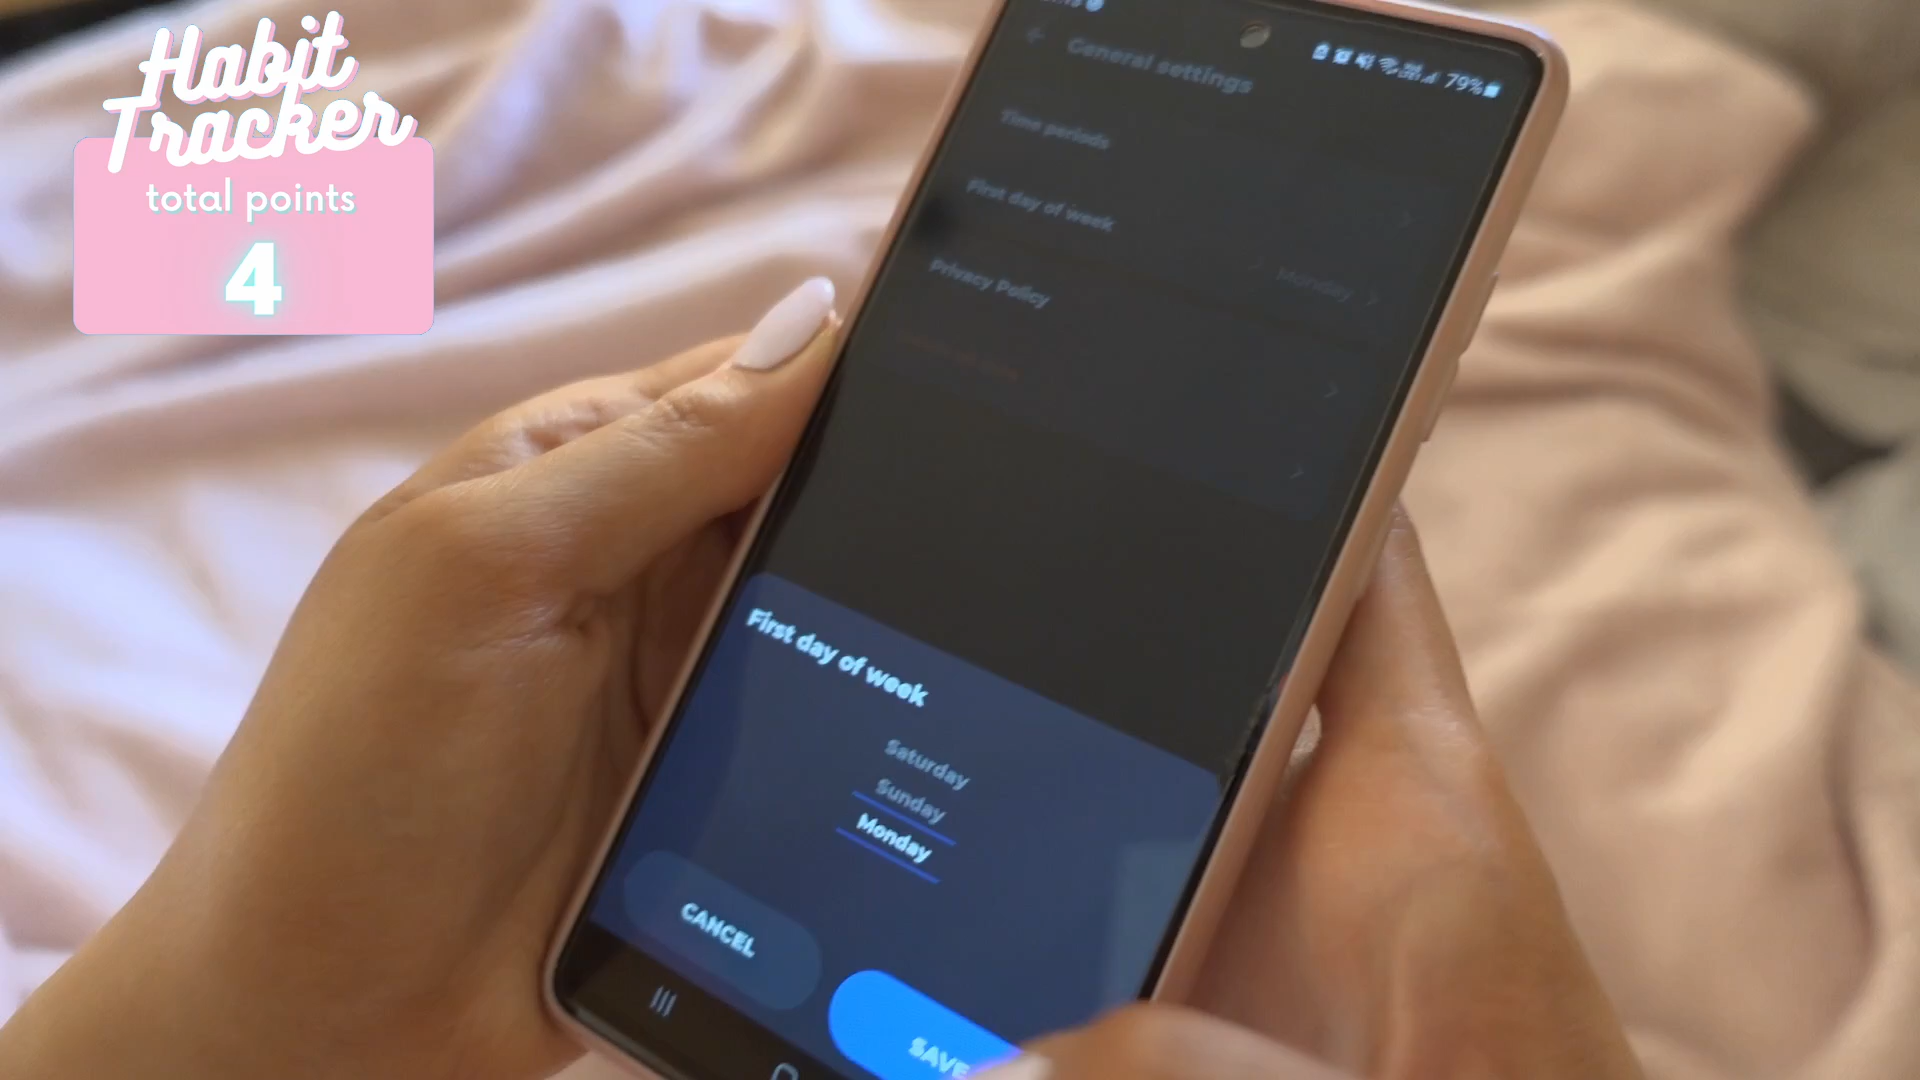 Habit
Tracker
total points
4
79%
General settings
Time periods
First day of week
Monday
Privacy Policy
First day of week
Saturday
Sunday
Monday
CANCEL
SAVE